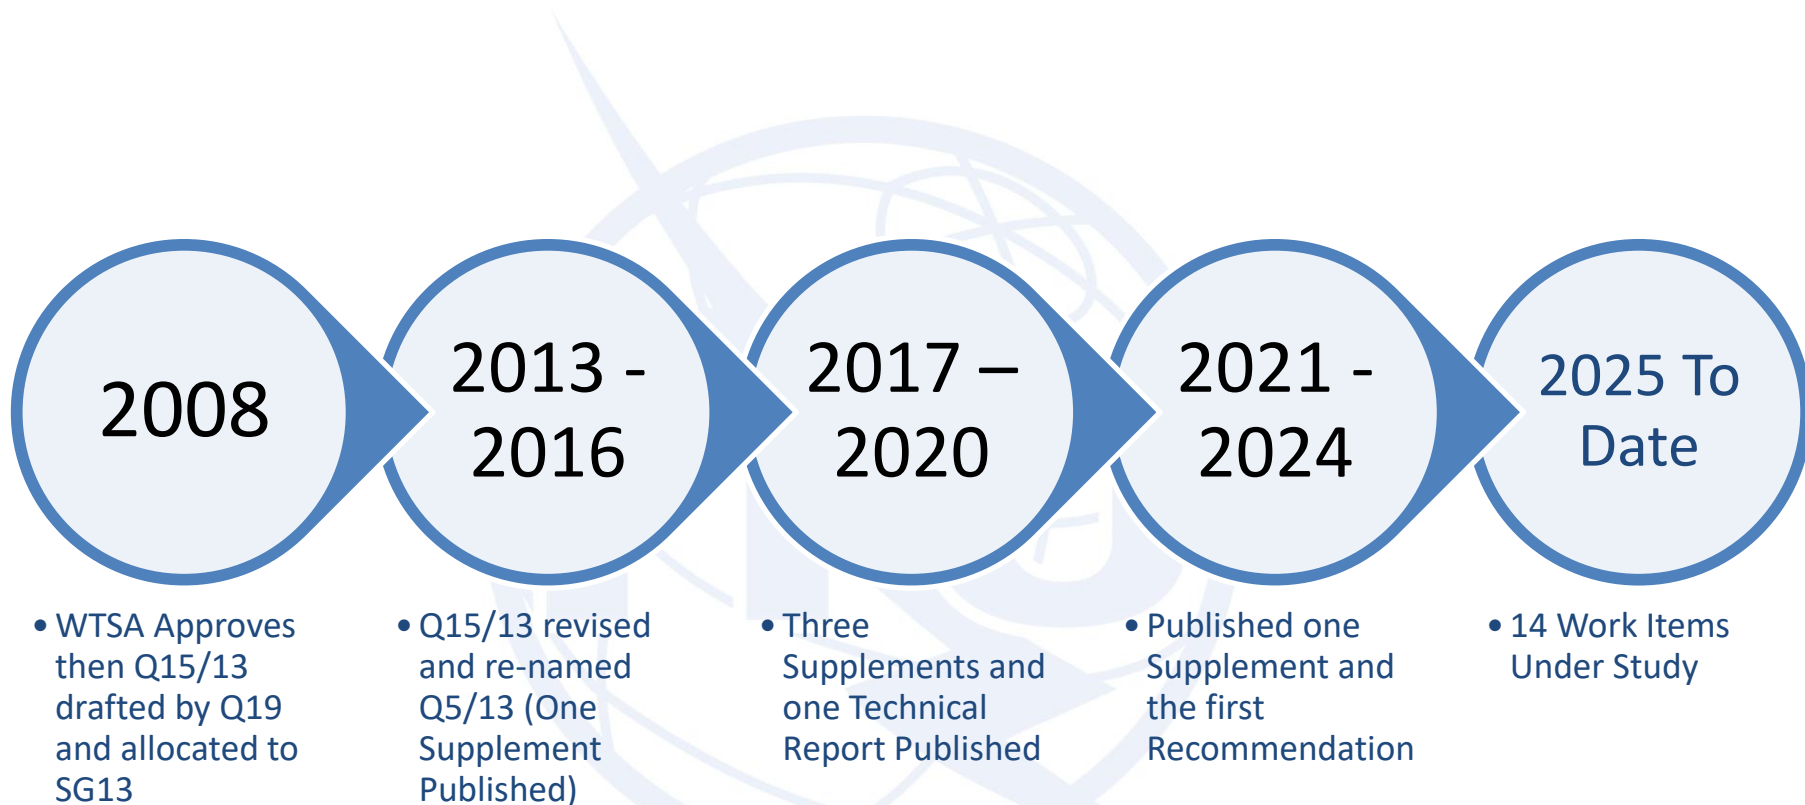 2008
2013 -
2016
2017 –
2020
2021 -
2024
2025 To
Date
• WTSA Approves
then Q15/13
drafted by Q19
and allocated to
SG13
• Q15/13 revised
and re-named
Q5/13 (One
Supplement
Published)
• Three
Supplements and
one Technical
Report Published
• Published one
Supplement and
the first
Recommendation
• 14 Work Items
Under Study